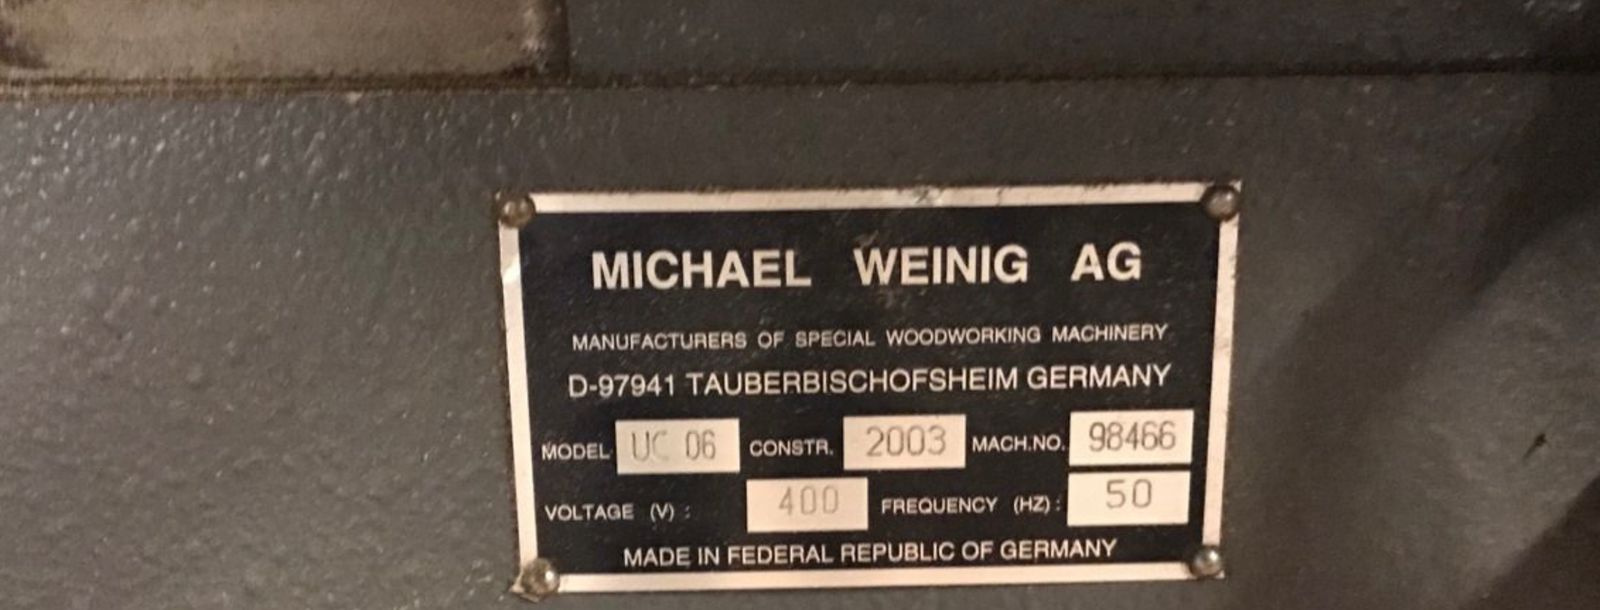 MICHAEL WEINIG AG
MANUFACTURERS OF SPECIAL WOODWORKING MACHINERY
D-97941 TAUBERBISCHOFSHEIM GERMANY
MODEL UC 06 CONSTR. 2003 MACH.NO. 98466
VOLTAGE (V) : 400 FREQUENCY (HZ) : 50
MADE IN FEDERAL REPUBLIC OF GERMANY